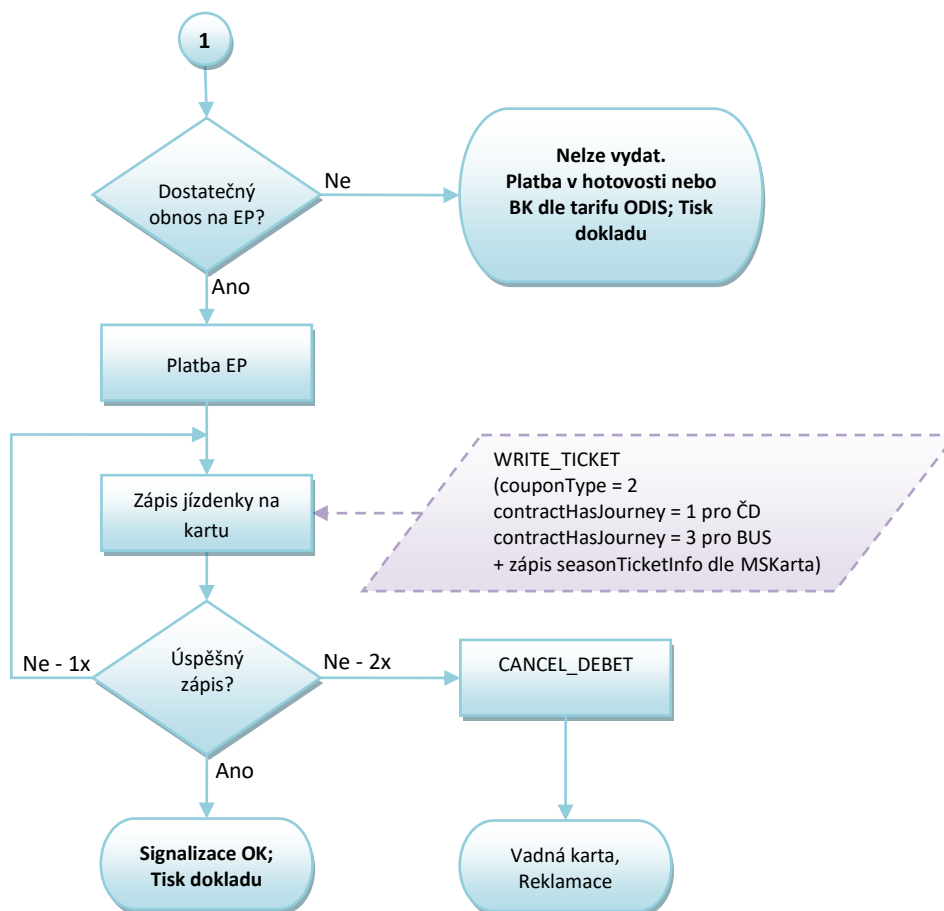 1
Dostatečný
obnos na EP?
Ne
Nelze vydat.
Platba v hotovosti nebo
BK dle tarifu ODIS; Tisk
dokladu
Ano
Platba EP
Zápis jízdenky na
kartu
WRITE_TICKET
(couponType = 2
contractHasJourney = 1 pro ČD
contractHasJourney = 3 pro BUS
+ zápis seasonTicketInfo dle MSKarta)
Ne - 1x
Úspěšný
zápis?
Ne - 2x
CANCEL_DEBET
Ano
Signalizace OK;
Tisk dokladu
Vadná karta,
Reklamace